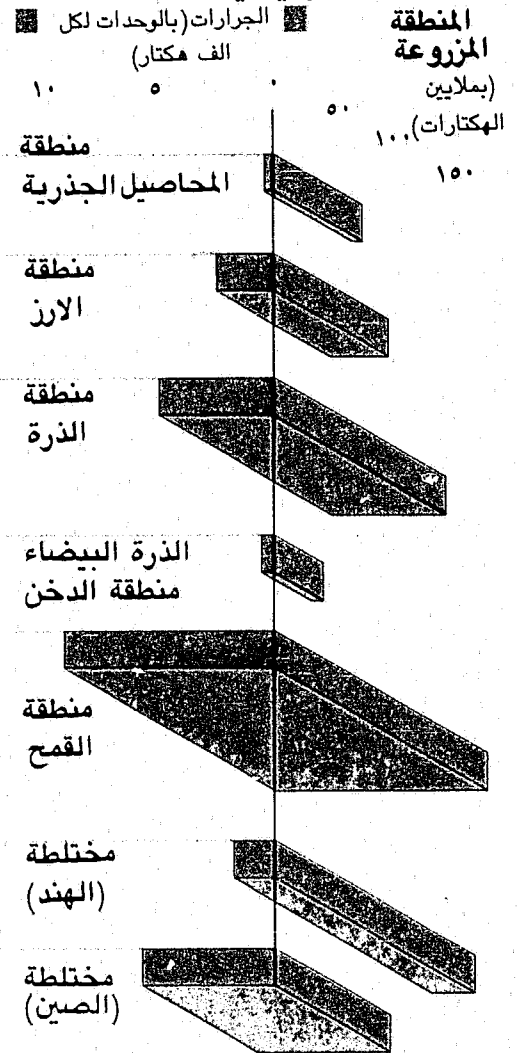 المنطقة
المزروعة
(بملايين
الهكتارات)
الجرارات (بالوحدات لكل
الف هكتار)
١٠ ٥ ٠ ٥٠ ١٠٠ ١٥٠
منطقة
المحاصيل الجذرية
منطقة
الارز
منطقة
الذرة
الذرة البيضاء
منطقة الدخن
منطقة
القمح
مختلطة
(الهند)
مختلطة
(الصين)